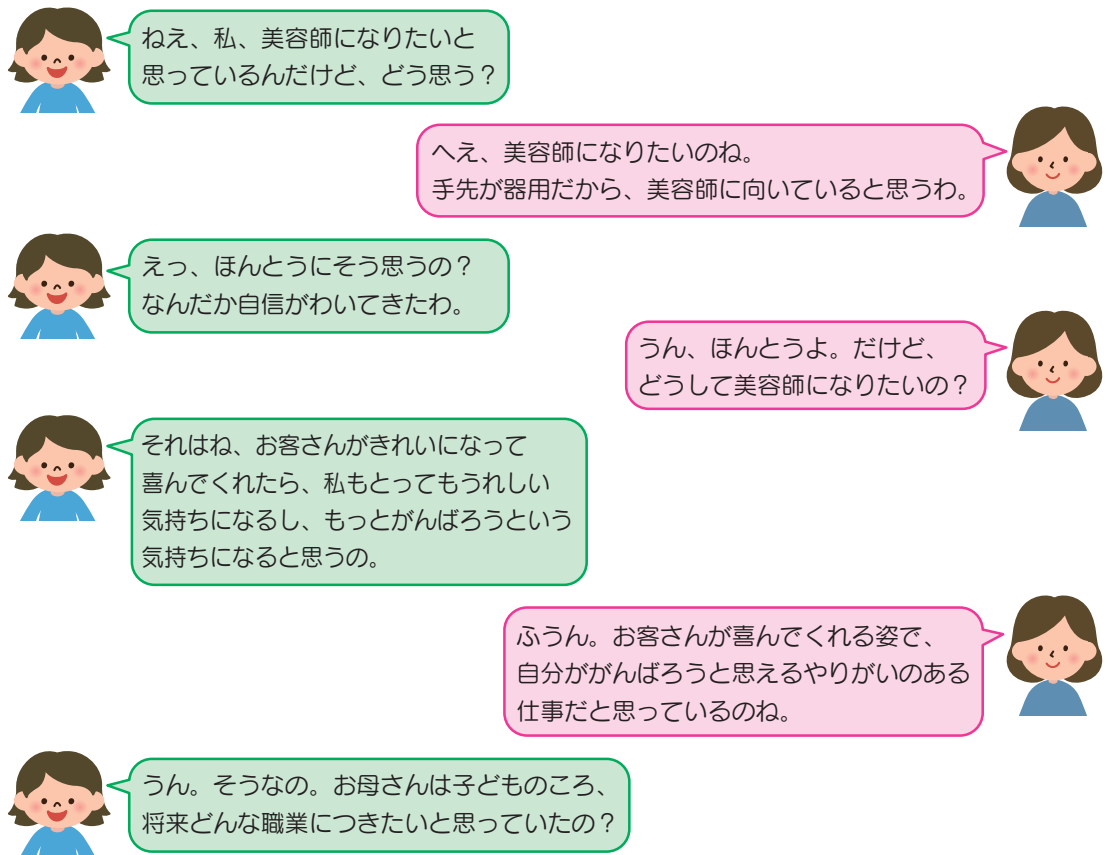 ねえ、私、美容師になりたいと
思っているんだけど、どう思う？
へえ、美容師になりたいのね。
手先が器用だから、美容師に向いていると思うわ。
えっ、ほんとうにそう思うの？
なんだか自信がわいてきたわ。
うん、ほんとうよ。だけど、
どうして美容師になりたいの？
それはね、お客さんがきれいになって
喜んでくれたら、私もとってもうれしい
気持ちになるし、もっとがんばろうという
気持ちになると思うの。
ふうん。お客さんが喜んでくれる姿で、
自分ががんばろうと思えるやりがいのある
仕事だと思っているのね。
うん。そうなの。お母さんは子どものころ、
将来どんな職業につきたいと思っていたの？